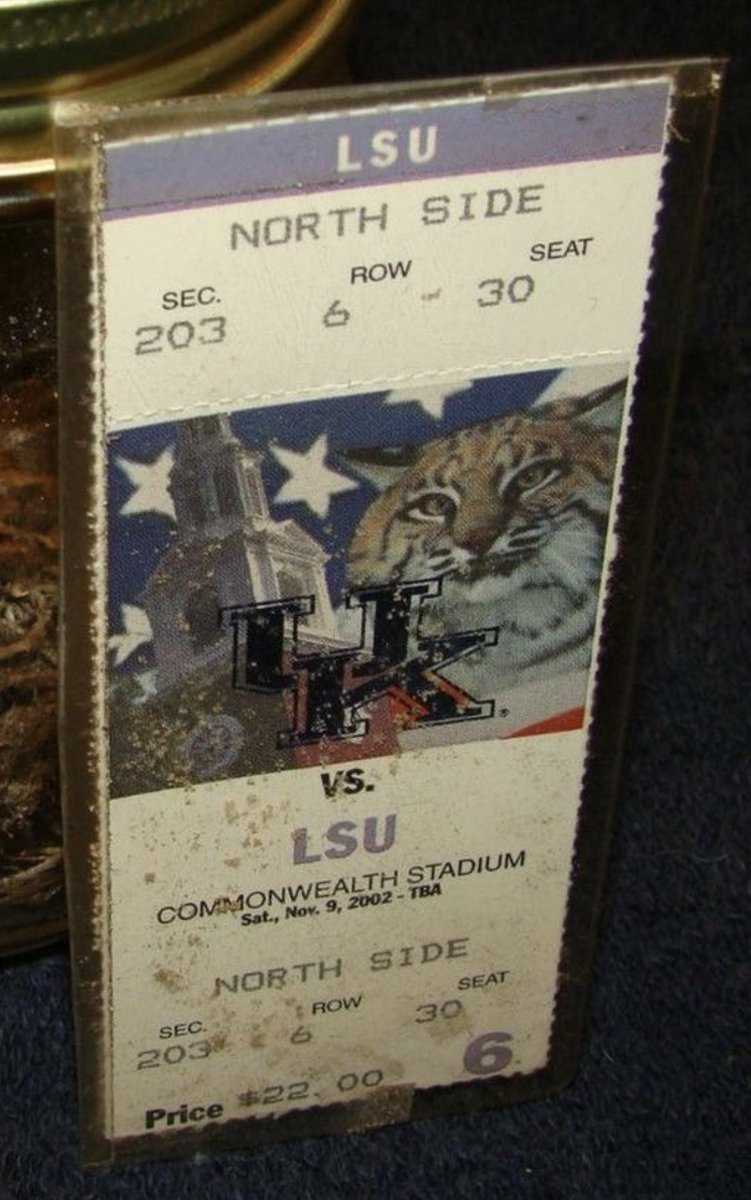 LSU
NORTH SIDE
SEC. ROW SEAT
203 6 - 30
UK
VS.
LSU
COMMONWEALTH STADIUM
Sat., Nov. 9, 2002 - TBA
NORTH SIDE
SEC. ROW SEAT
203 6 30
6
Price $22.00